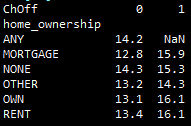 ChOff 0 1
home_ownership
ANY 14.2 NaN
MORTGAGE 12.8 15.9
NONE 14.3 15.3
OTHER 13.2 14.3
OWN 13.1 16.1
RENT 13.4 16.1